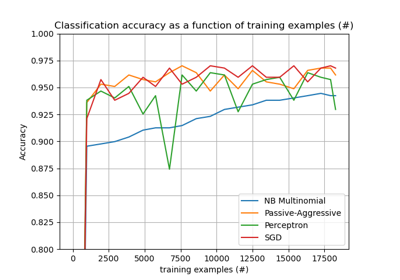 Classification accuracy as a function of training examples (#)
1.000
0.975
0.950
0.925
0.900
0.875
0.850
0.825
0.800
Accuracy
NB Multinomial
Passive-Aggressive
Perceptron
SGD
0 2500 5000 7500 10000 12500 15000 17500
training examples (#)